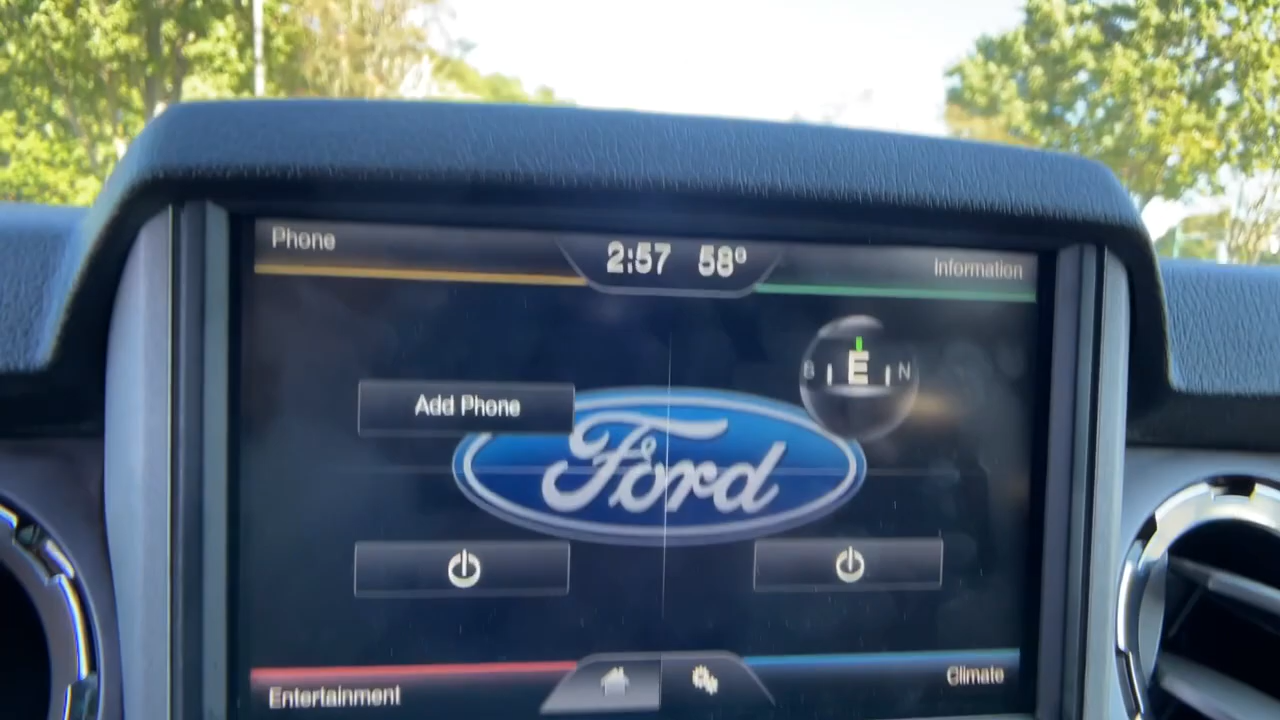 Phone
2:57 58°
Information
S E N
Add Phone
Ford
Entertainment
Climate